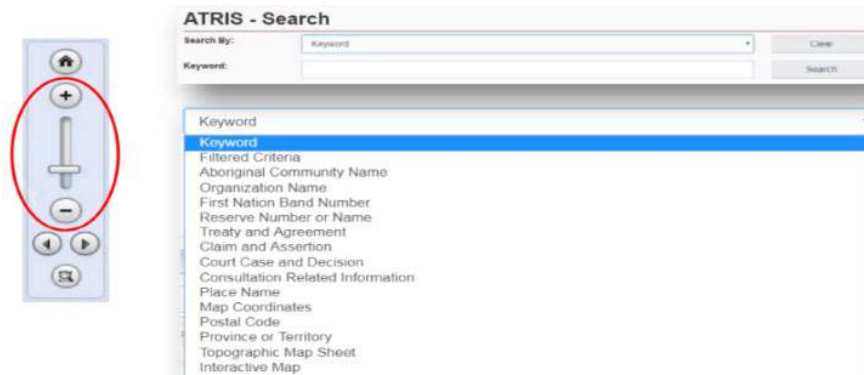 ATRIS - Search
Search By:
Keyword
Clear
Keyword:
Search
Keyword
Keyword
Filtered Criteria
Aboriginal Community Name
Organization Name
First Nation Band Number
Reserve Number or Name
Treaty and Agreement
Claim and Assertion
Court Case and Decision
Consultation Related Information
Place Name
Map Coordinates
Postal Code
Province or Territory
Topographic Map Sheet
Interactive Map